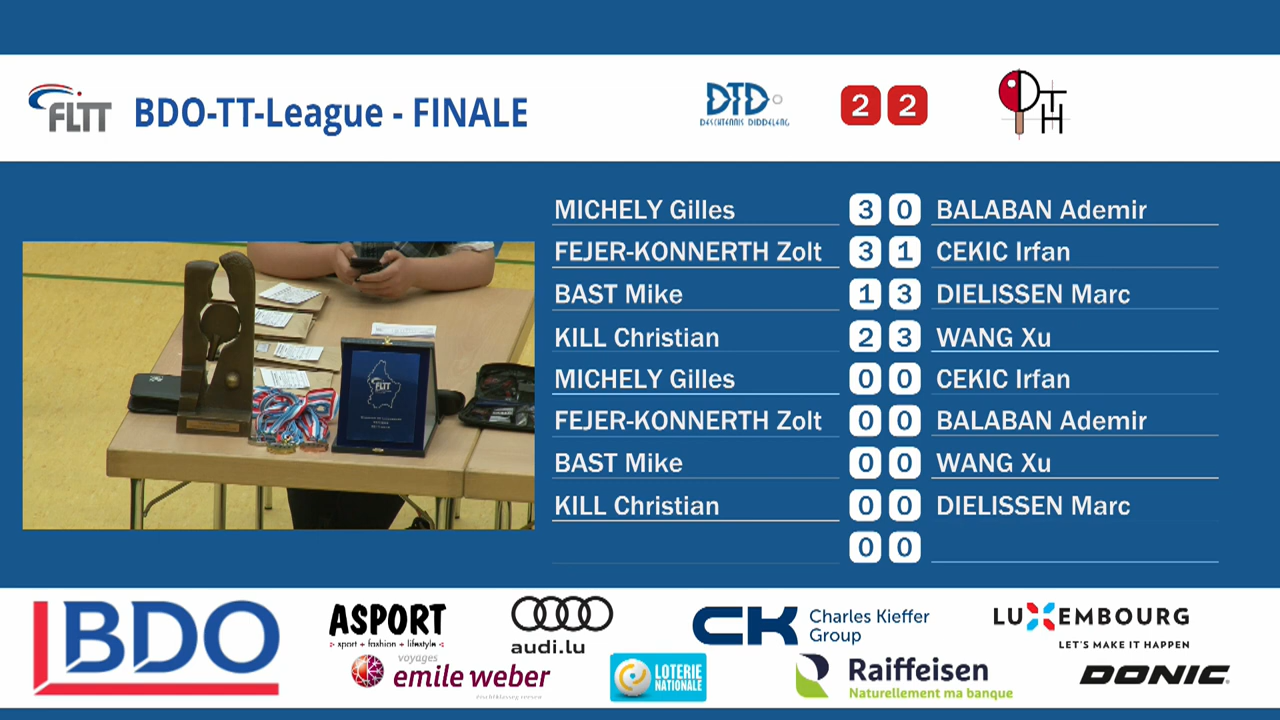 FLTT BDO-TT-League - FINALE
DTD
DESCHTENNIS DIDDELENG
2 2
DTH
MICHELY Gilles 3 0 BALABAN Ademir
FEJER-KONNERTH Zolt 3 1 CEKIC Irfan
BAST Mike 1 3 DIELISSEN Marc
KILL Christian 2 3 WANG Xu
MICHELY Gilles 0 0 CEKIC Irfan
FEJER-KONNERTH Zolt 0 0 BALABAN Ademir
BAST Mike 0 0 WANG Xu
KILL Christian 0 0 DIELISSEN Marc
0 0
FLTT
BDO
ASPORT
sport + fashion + lifestyle
audi.lu
CK Charles Kieffer
Group
LUXEMBOURG
LET'S MAKE IT HAPPEN
voyages
emile weber
LOTERIE
NATIONALE
Raiffeisen
Naturellement ma banque
DONIC